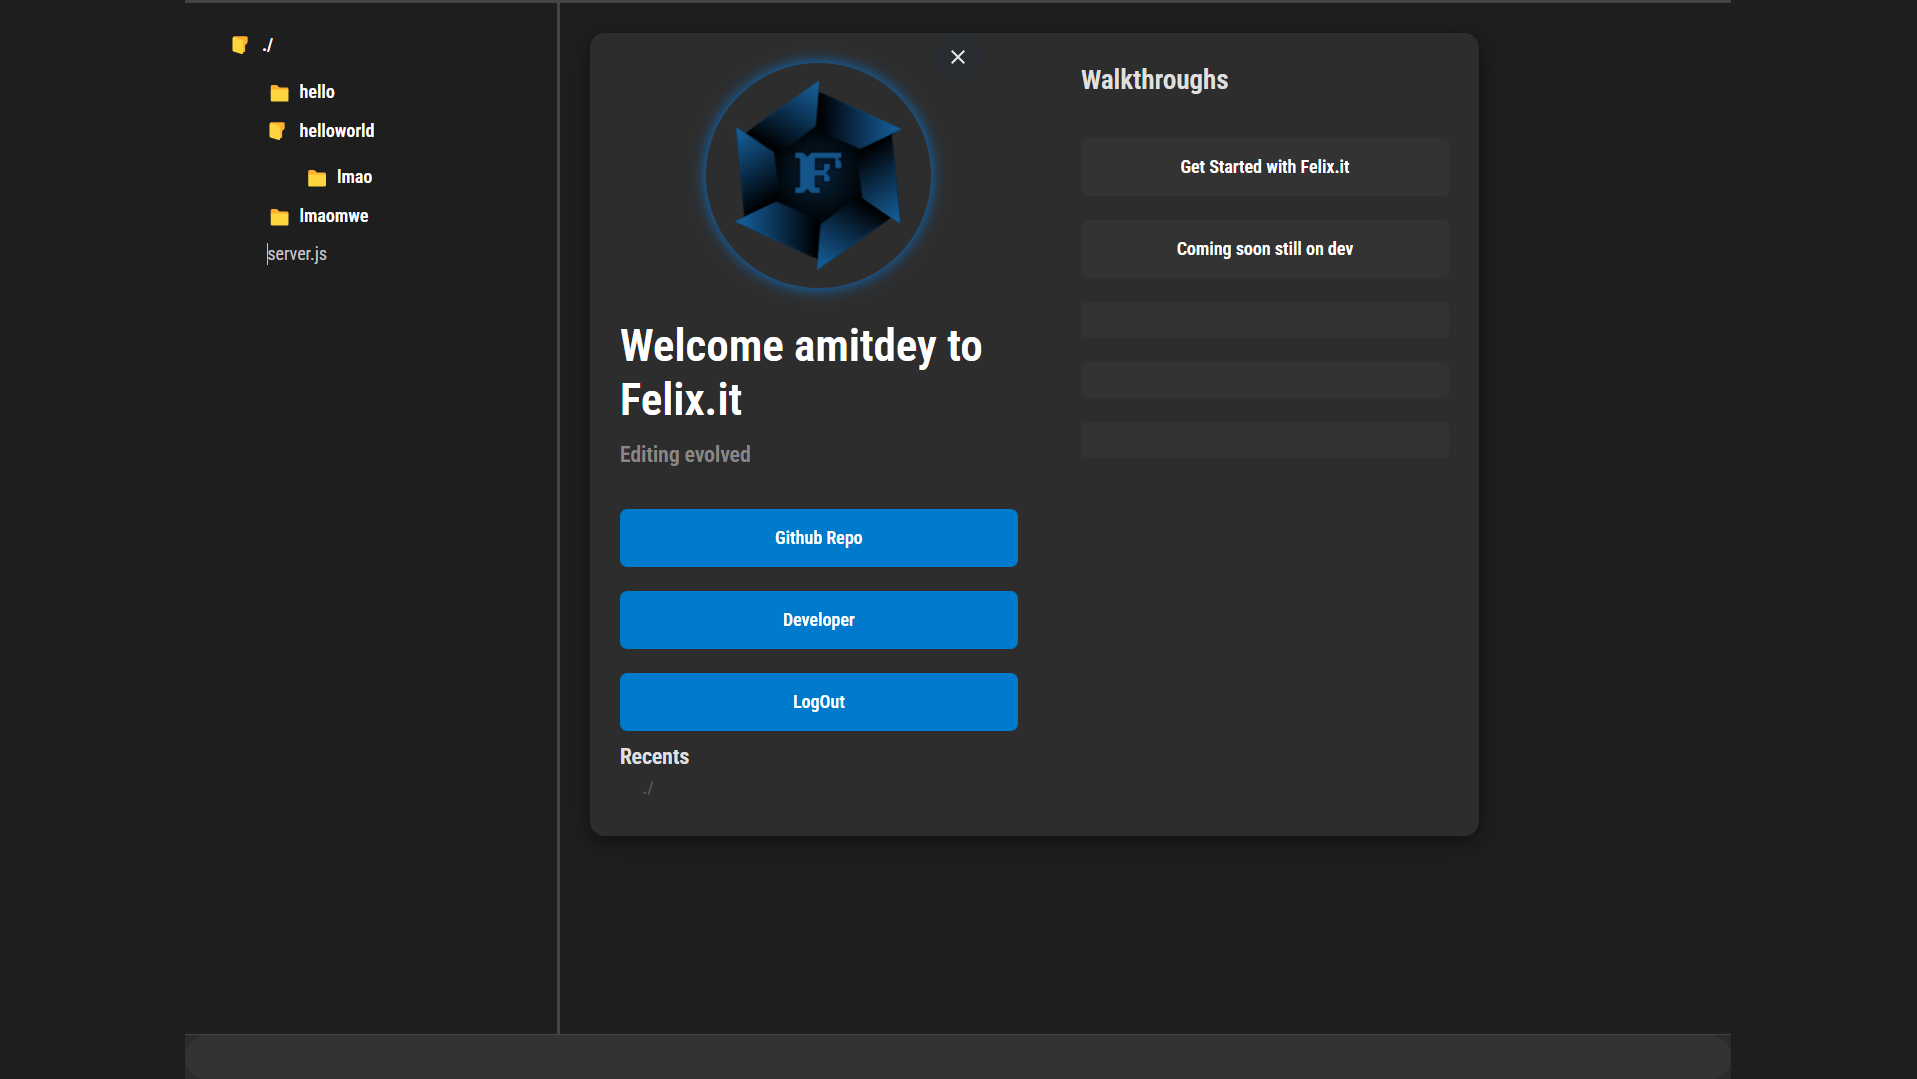 ./
hello
helloworld
lmao
lmaomwe
server.js
F
Welcome amitdey to
Felix.it
Editing evolved
Github Repo
Developer
LogOut
Recents
./
Walkthroughs
Get Started with Felix.it
Coming soon still on dev